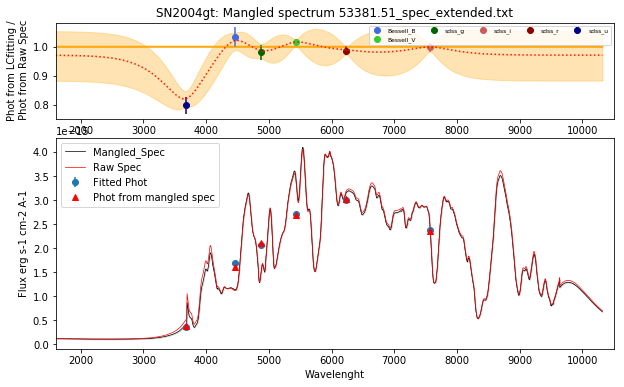 SN2004gt: Mangled spectrum 53381.51_spec_extended.txt
Phot from LCfitting /
Phot from Raw Spec
1.0
0.9
0.8
Bessell_B
Bessell_V
sdss_g
sdss_i
sdss_r
sdss_u
2000 3000 4000 5000 6000 7000 8000 9000 10000
Flux erg s-1 cm-2 A-1
4.0
3.5
3.0
2.5
2.0
1.5
1.0
0.5
0.0
Mangled_Spec
Raw Spec
Fitted Phot
Phot from mangled spec
2000 3000 4000 5000 6000 7000 8000 9000 10000
Wavelenght